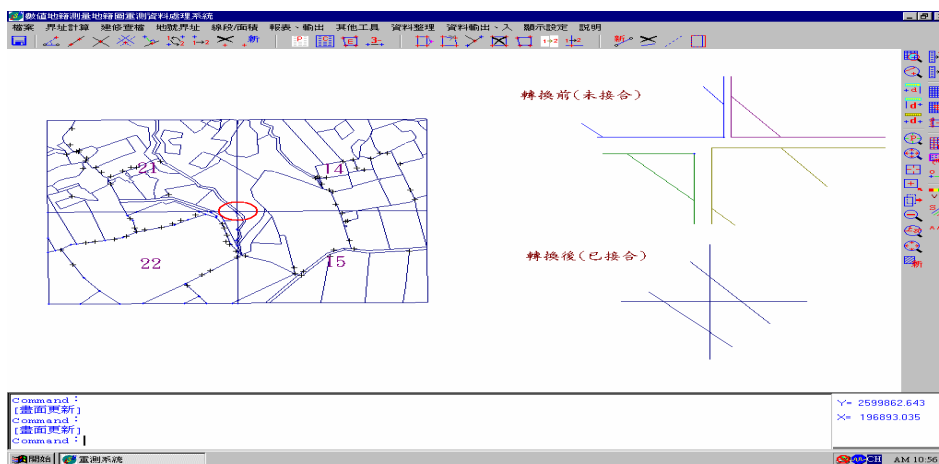 數值地籍測量地籍圖重測資料處理系統
檔案 界址計算 建修查檔 地號界址 線段/面積 報表、輸出 其他工具 資料整理 資料輸出、入 顯示設定 說明
轉換前(未接合)
21
14
22
15
轉換後(已接合)
Command：
[畫面更新]
Command：
[畫面更新]
Command：
Y= 2599862.643
X= 196893.035
開始
重測系統
CH
AM 10:56